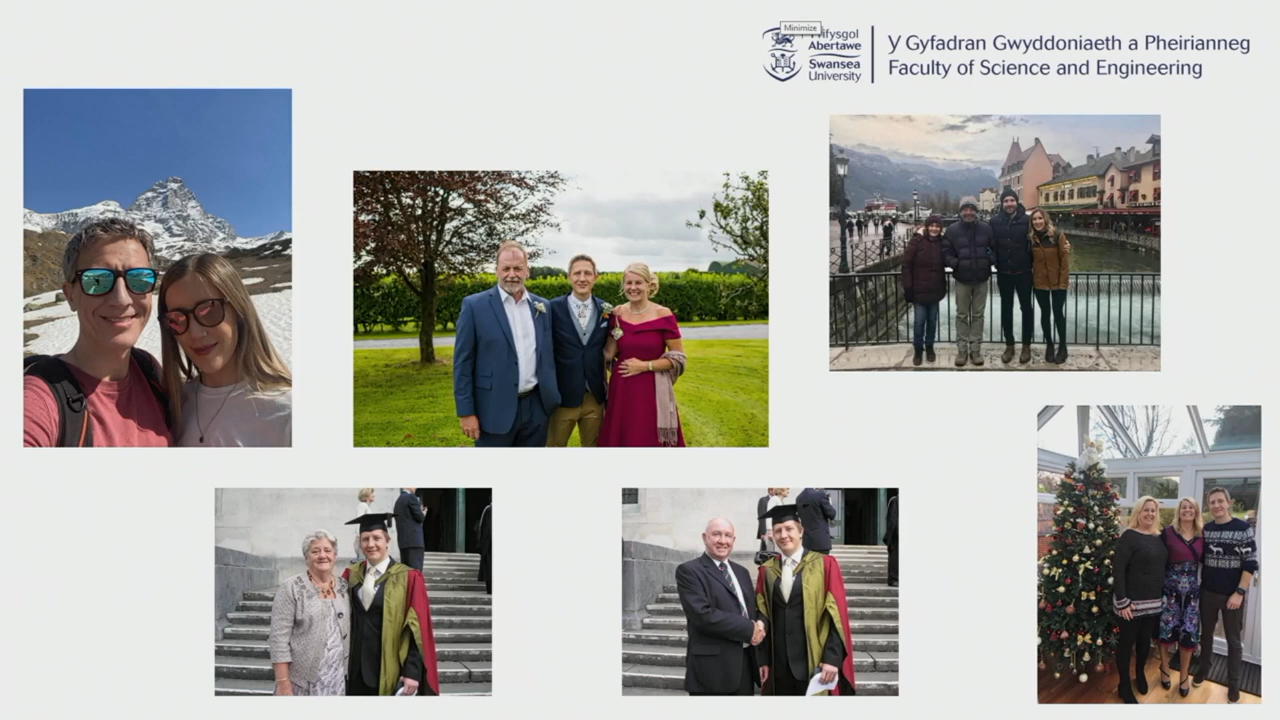 Minimize
Abertawe
Swansea
University
Y Gyfadran Gwyddoniaeth a Pheirianneg
Faculty of Science and Engineering